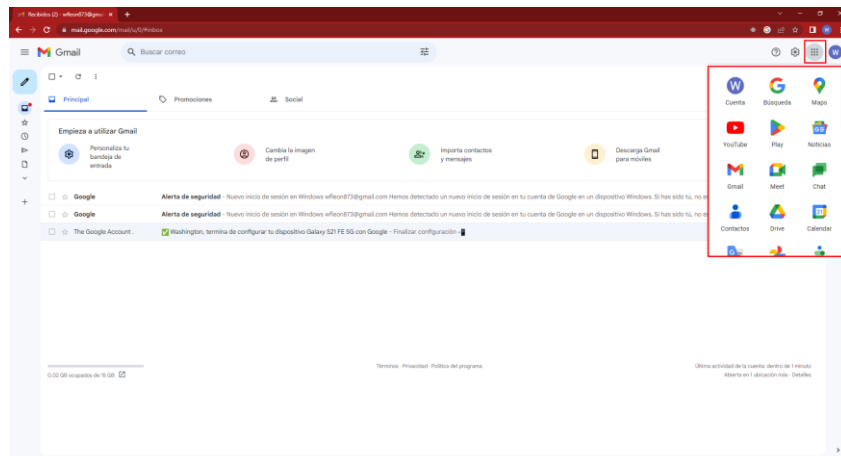 Recibidos (2) - wfleon873@gmai
mail.google.com/mail/u/0/#inbox
Gmail
Buscar correo
W
Principal
Promociones
Social
Empieza a utilizar Gmail
Personaliza tu
bandeja de
entrada
Cambia la imagen
de perfil
Importa contactos
y mensajes
Descarga Gmail
para móviles
Google
Alerta de seguridad - Nuevo inicio de sesión en Windows wfleon873@gmail.com Hemos detectado un nuevo inicio de sesión en tu cuenta de Google en un dispositivo Windows. Si has sido tú, no es
Google
Alerta de seguridad - Nuevo inicio de sesión en Windows wfleon873@gmail.com Hemos detectado un nuevo inicio de sesión en tu cuenta de Google en un dispositivo Windows. Si has sido tú, no es
The Google Account .
Washington, termina de configurar tu dispositivo Galaxy S21 FE 5G con Google - Finalizar configuración
W
Cuenta
Búsqueda
Maps
YouTube
Play
Noticias
Gmail
Meet
Chat
Contactos
Drive
Calendar
0,02 GB ocupados de 15 GB
Términos · Privacidad · Política del programa
Última actividad de la cuenta: dentro de 1 minuto
Abierta en 1 ubicación más · Detalles